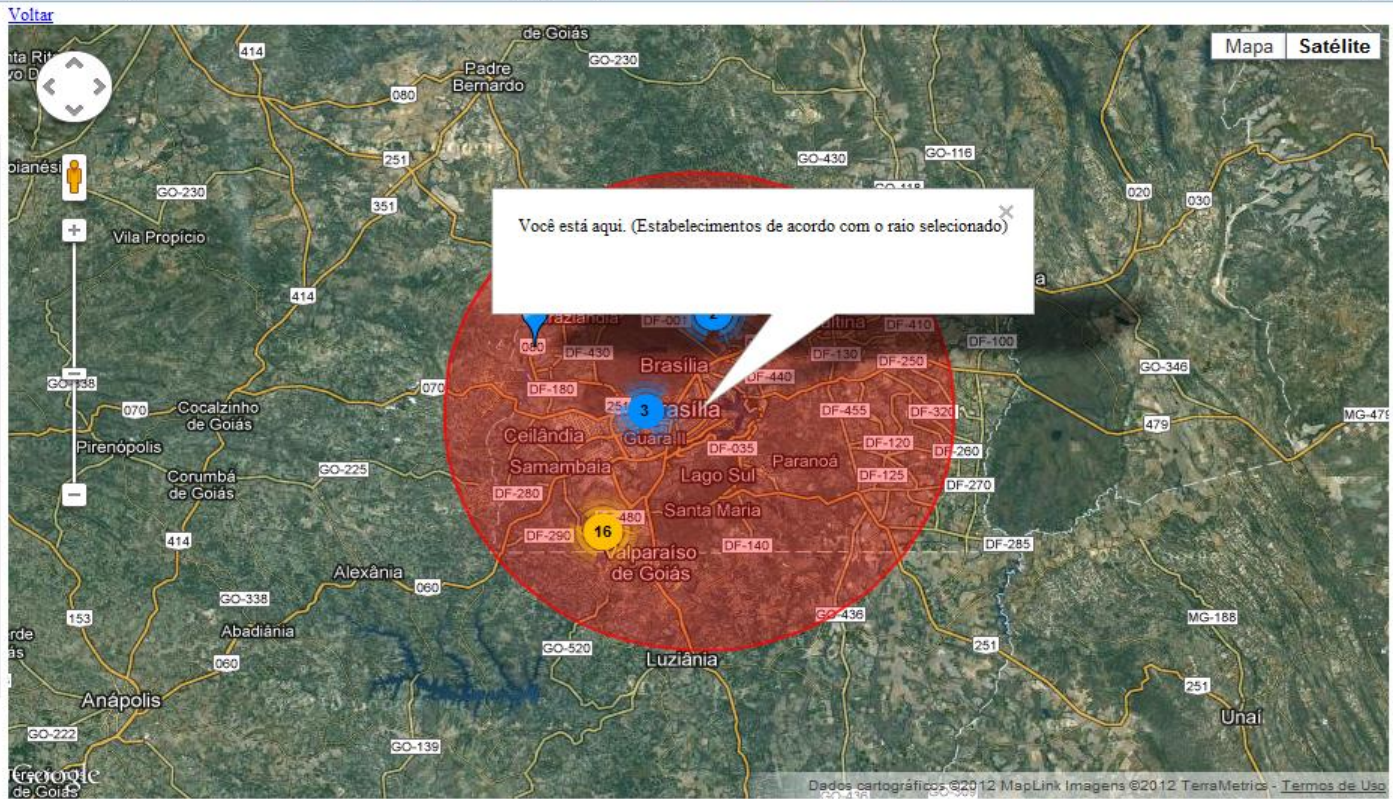 Voltar
de Goiás
414
GO-230
Mapa
Satélite
Padre
Bernardo
080
251
GO-430
GO-116
GO-230
351
GO-118
020
030
Vila Propício
Você está aqui. (Estabelecimentos de acordo com o raio selecionado)
414
2
DF-001
DF-410
080
DF-430
DF-100
Brasília
DF-130
DF-250
GO-346
DF-440
GO-338
070
DF-180
070
Cocalzinho
de Goiás
251
3
DF-455
DF-320
MG-479
479
Pirenópolis
Ceilândia
Guará II
DF-035
DF-120
DF-260
Samambaia
Lago Sul
Paranoá
GO-225
Corumbá
de Goiás
DF-125
DF-270
DF-280
Santa Maria
480
16
DF-290
414
Valparaíso
de Goiás
DF-140
DF-285
Alexânia
060
GO-338
153
GO-436
MG-188
Abadiânia
060
GO-520
251
Luziânia
251
Anápolis
Unaí
GO-222
GO-139
Google
de Goiás
Dados cartográficos ©2012 MapLink Imagens ©2012 TerraMetrics - Termos de Uso